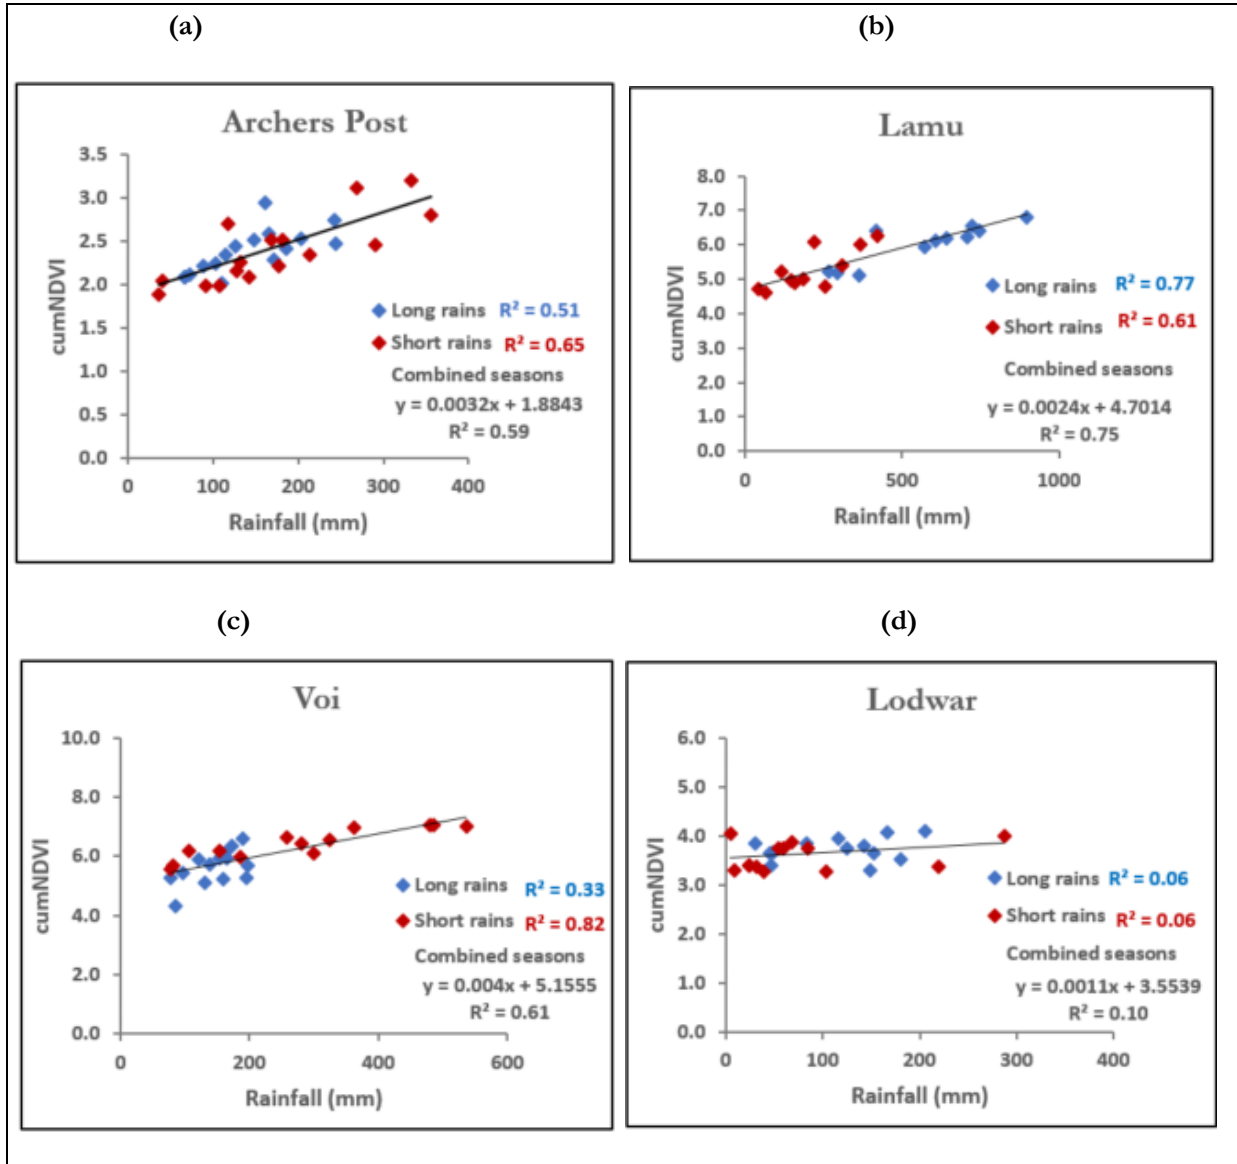 (a)
Archers Post
3.5
3.0
2.5
2.0
1.5
1.0
0.5
0.0
cumNDVI
0 100 200 300 400
Rainfall (mm)
Long rains R² = 0.51
Short rains R² = 0.65
Combined seasons
y = 0.0032x + 1.8843
R² = 0.59
(b)
Lamu
8.0
7.0
6.0
5.0
4.0
3.0
2.0
1.0
0.0
cumNDVI
0 500 1000
Rainfall (mm)
Long rains R² = 0.77
Short rains R² = 0.61
Combined seasons
y = 0.0024x + 4.7014
R² = 0.75
(c)
Voi
10.0
8.0
6.0
4.0
2.0
0.0
cumNDVI
0 200 400 600
Rainfall (mm)
Long rains R² = 0.33
Short rains R² = 0.82
Combined seasons
y = 0.004x + 5.1555
R² = 0.61
(d)
Lodwar
6.0
5.0
4.0
3.0
2.0
1.0
0.0
cumNDVI
0 100 200 300 400
Rainfall (mm)
Long rains R² = 0.06
Short rains R² = 0.06
Combined seasons
y = 0.0011x + 3.5539
R² = 0.10